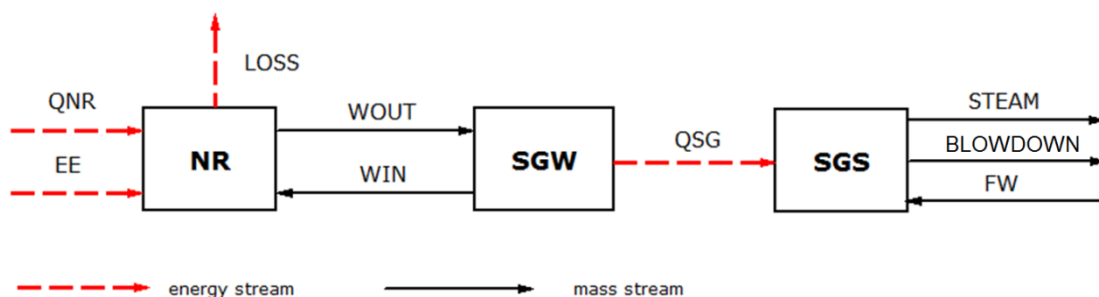 LOSS
QNR
WOUT
STEAM
EE
NR
WIN
SGW
QSG
SGS
BLOWDOWN
FW
energy stream
mass stream